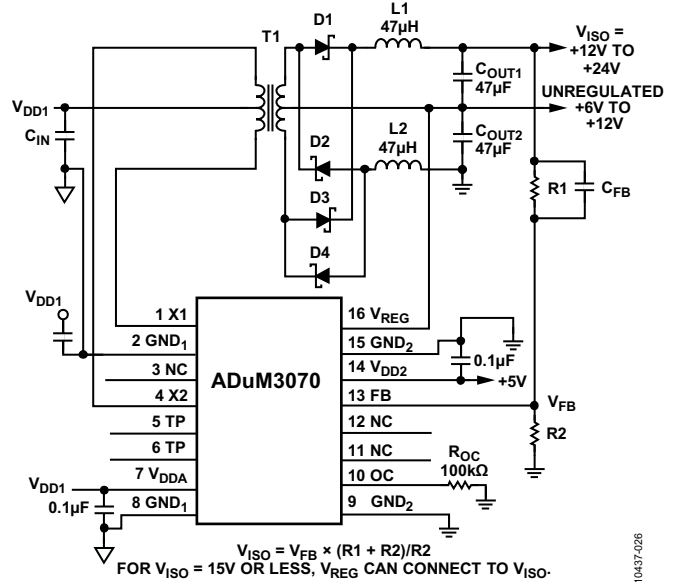 T1
D1
L1
47µH
V_ISO =
+12V TO
+24V
C_OUT1
47µF
UNREGULATED
+6V TO
+12V
V_DD1
C_IN
D2
L2
47µH
C_OUT2
47µF
R1
C_FB
D3
D4
V_DD1
1 X1
2 GND_1
3 NC
4 X2
5 TP
6 TP
7 V_DDA
8 GND_1
ADuM3070
16 V_REG
15 GND_2
14 V_DD2
13 FB
12 NC
11 NC
10 OC
9 GND_2
0.1µF
+5V
V_FB
R2
R_OC
100kΩ
V_DD1
0.1µF
V_ISO = V_FB × (R1 + R2)/R2
FOR V_ISO = 15V OR LESS, V_REG CAN CONNECT TO V_ISO.
10437-026